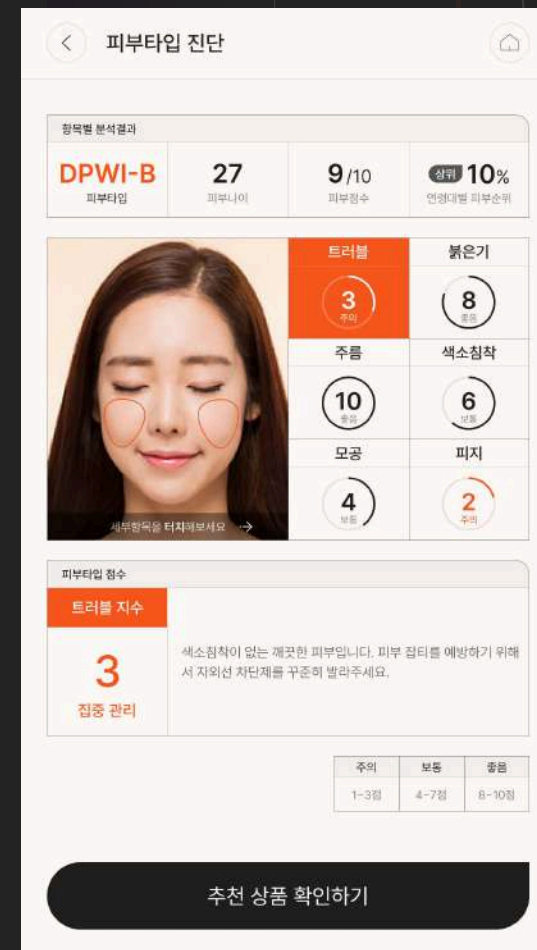 피부타입 진단
항목별 분석결과
DPWI-B
피부타입
27
피부나이
9/10
피부점수
상위 10%
연령대별 피부순위
트러블
3
주의
붉은기
8
좋음
주름
10
좋음
색소침착
6
보통
모공
4
보통
피지
2
주의
세부항목을 터치해보세요 →
피부타입 점수
트러블 지수
3
집중 관리
색소침착이 없는 깨끗한 피부입니다. 피부 잡티를 예방하기 위해
서 자외선 차단제를 꾸준히 발라주세요.
주의 보통 좋음
1-3점 4-7점 8-10점
추천 상품 확인하기